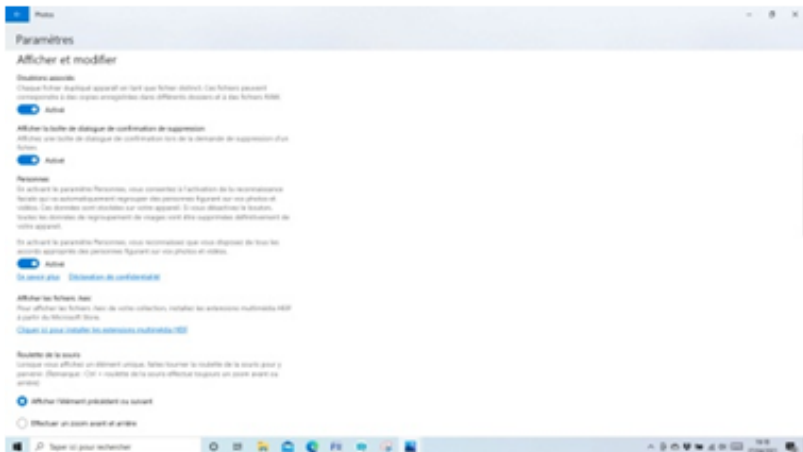 Photos
Paramètres
Afficher et modifier
Doublons associés
Chaque fichier dupliqué apparaît en tant que fichier distinct. Ces fichiers peuvent
correspondre à des copies enregistrées dans différents dossiers et à des fichiers RAW.
Activé
Afficher la boîte de dialogue de confirmation de suppression
Affichez une boîte de dialogue de confirmation lors de la demande de suppression d'un
fichier.
Activé
Personnes
En activant le paramètre Personnes, vous consentez à l'activation de la reconnaissance
faciale qui va automatiquement regrouper des personnes figurant sur vos photos et
vidéos. Ces données sont stockées sur votre appareil. Si vous désactivez le bouton,
toutes les données de regroupement de visages vont être supprimées définitivement de
votre appareil.
En activant le paramètre Personnes, vous reconnaissez que vous disposez de tous les
accords appropriés des personnes figurant sur vos photos et vidéos.
Activé
En savoir plus Déclaration de confidentialité
Afficher les fichiers .heic
Pour afficher les fichiers .heic de votre collection, installez les extensions multimédia HEIF
à partir du Microsoft Store.
Cliquez ici pour installer les extensions multimédia HEIF
Roulette de la souris
Lorsque vous affichez un élément unique, faites tourner la roulette de la souris pour y
parvenir. (Remarque : Ctrl + roulette de la souris effectue toujours un zoom avant ou
arrière)
Afficher l'élément précédent ou suivant
Effectuer un zoom avant et arrière
Taper ici pour rechercher